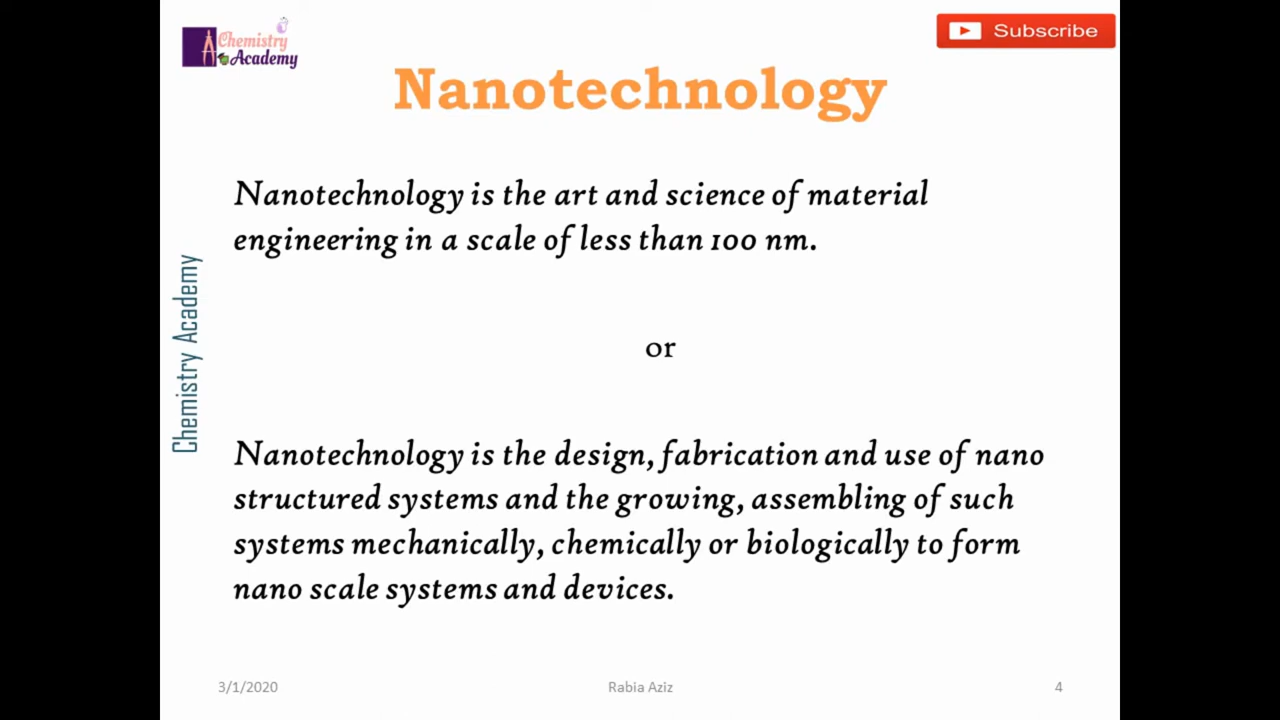 Chemistry
Academy
Subscribe
Nanotechnology
Nanotechnology is the art and science of material
engineering in a scale of less than 100 nm.
or
Nanotechnology is the design, fabrication and use of nano
structured systems and the growing, assembling of such
systems mechanically, chemically or biologically to form
nano scale systems and devices.
Chemistry Academy
3/1/2020
Rabia Aziz
4